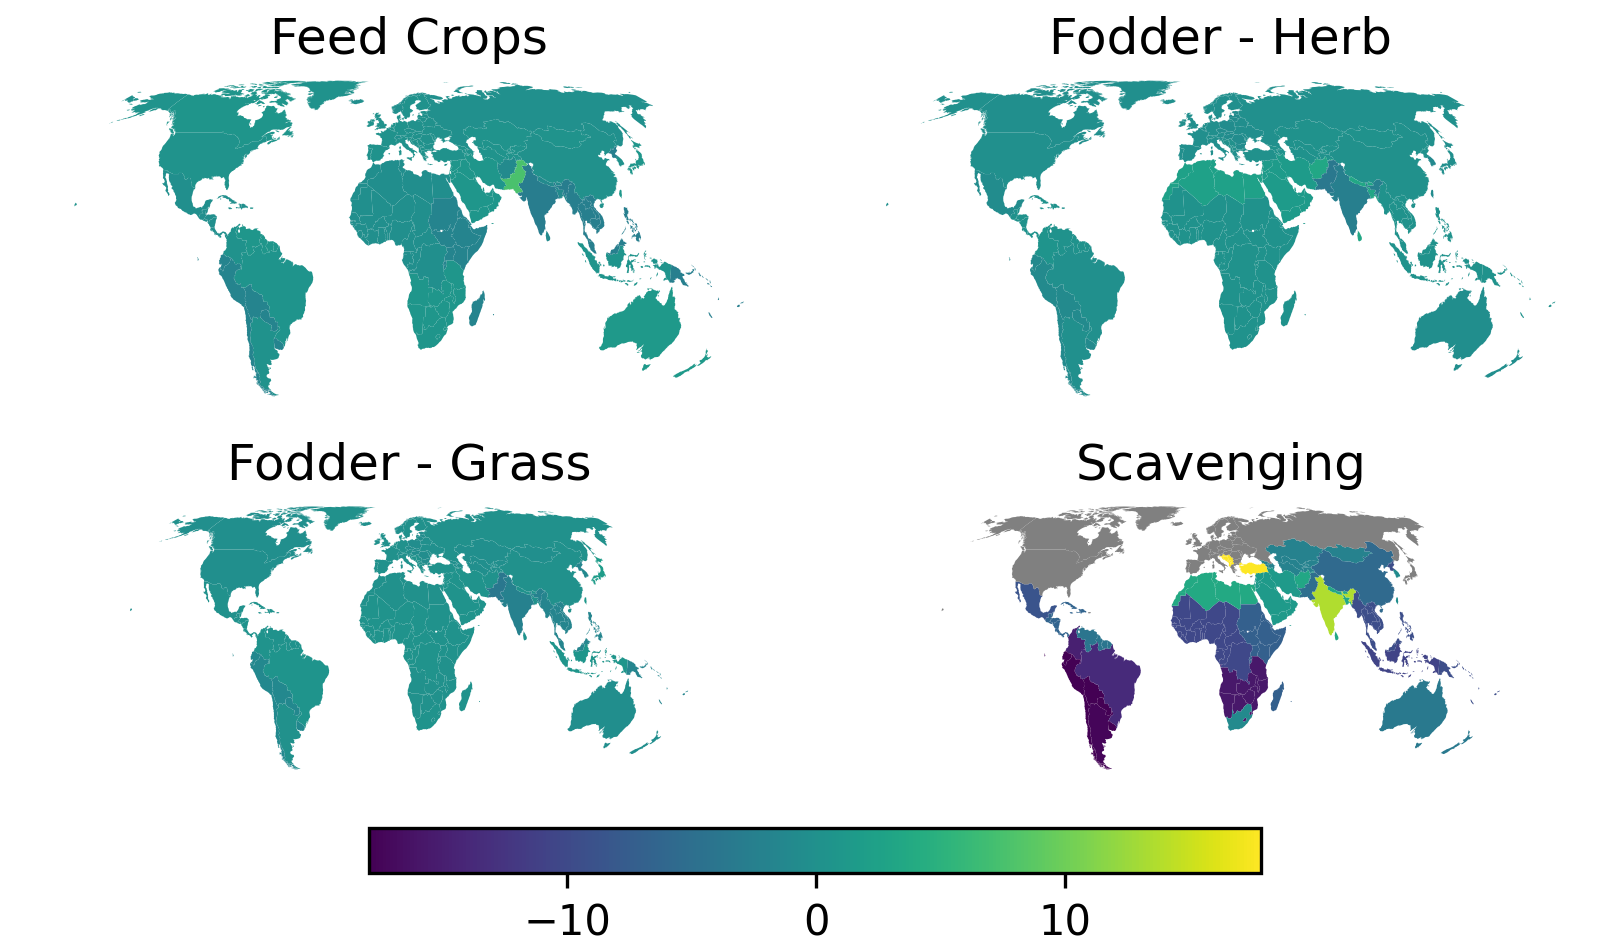 Feed Crops
Fodder - Herb
Fodder - Grass
Scavenging
−10 0 10